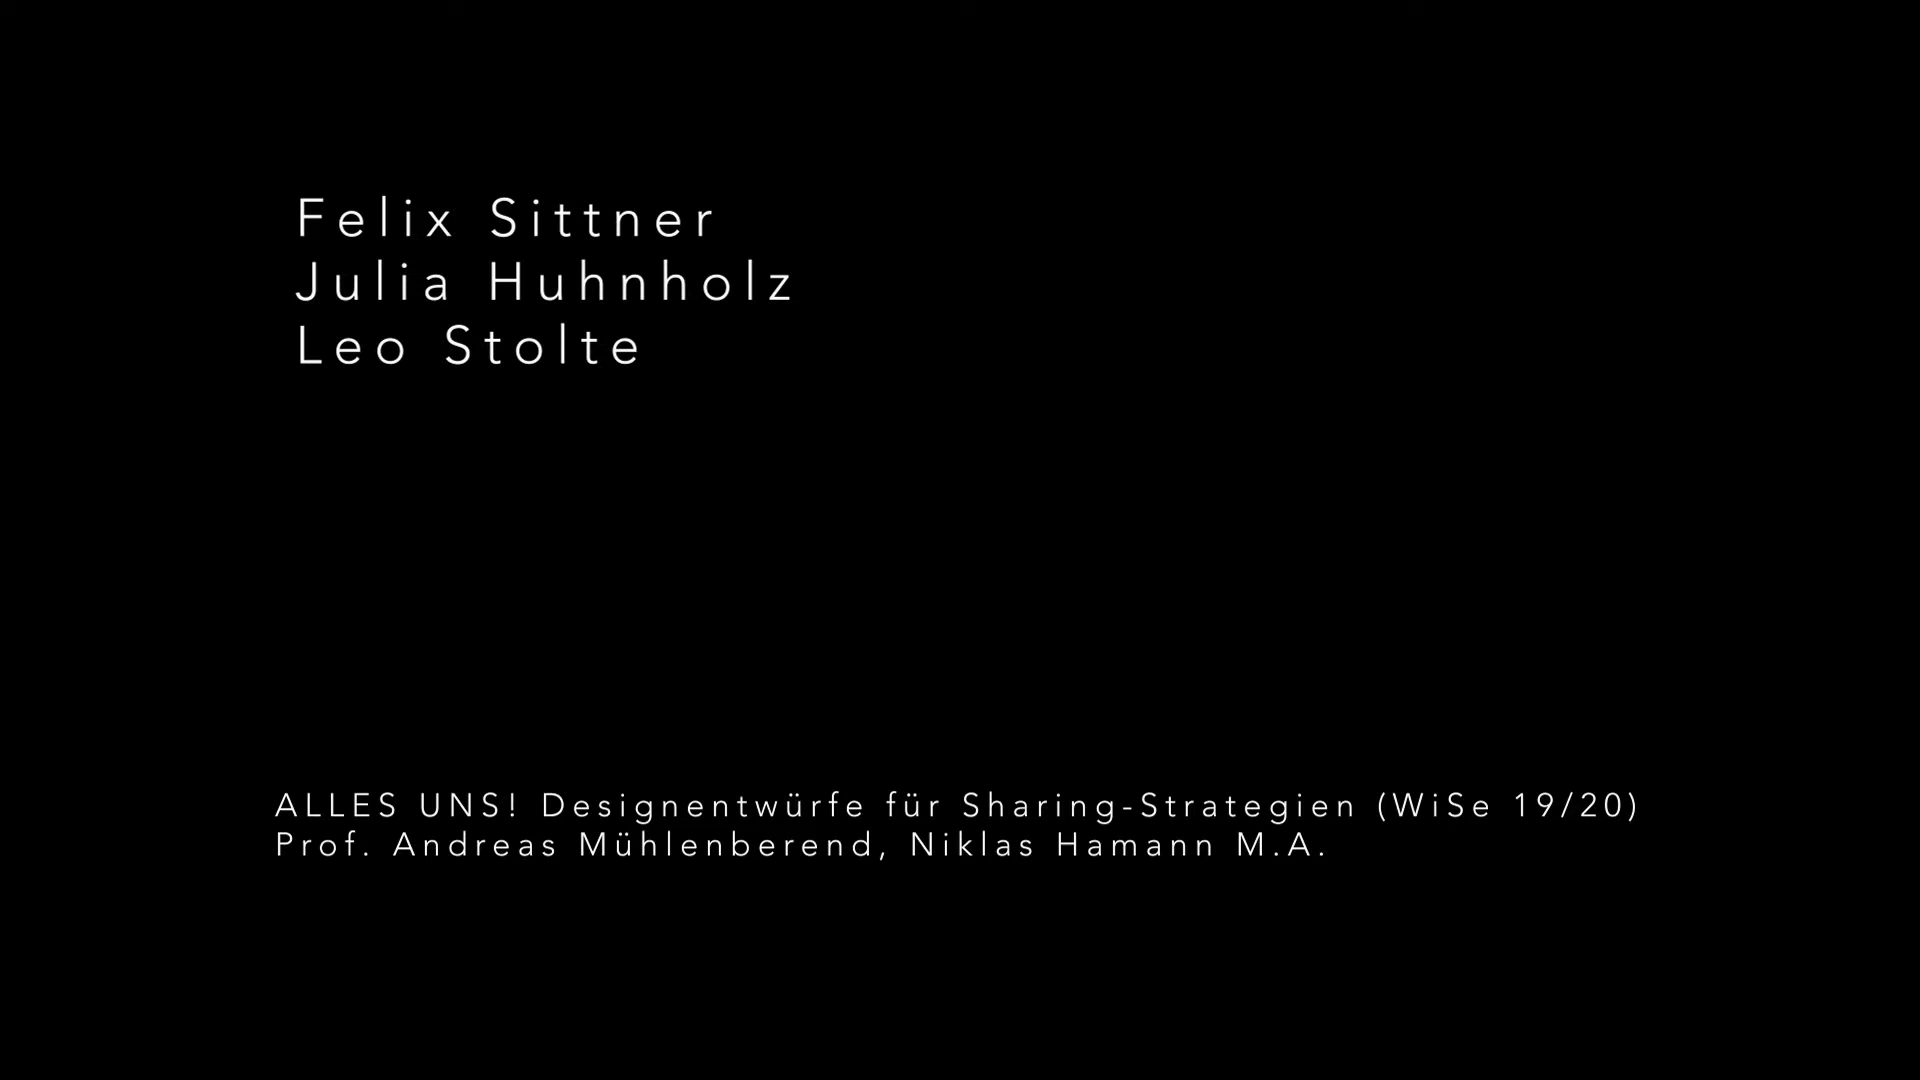 Felix Sittner
Julia Huhnholz
Leo Stolte
ALLES UNS! Designentwürfe für Sharing-Strategien (WiSe 19/20)
Prof. Andreas Mühlenberend, Niklas Hamann M.A.